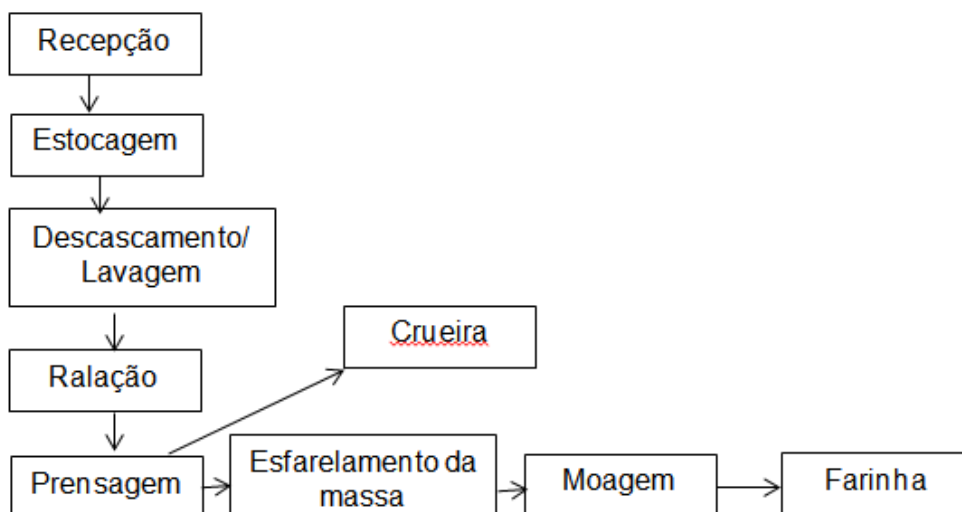 Recepção
Estocagem
Descascamento/
Lavagem
Ralação
Crueira
Prensagem
Esfarelamento da
massa
Moagem
Farinha